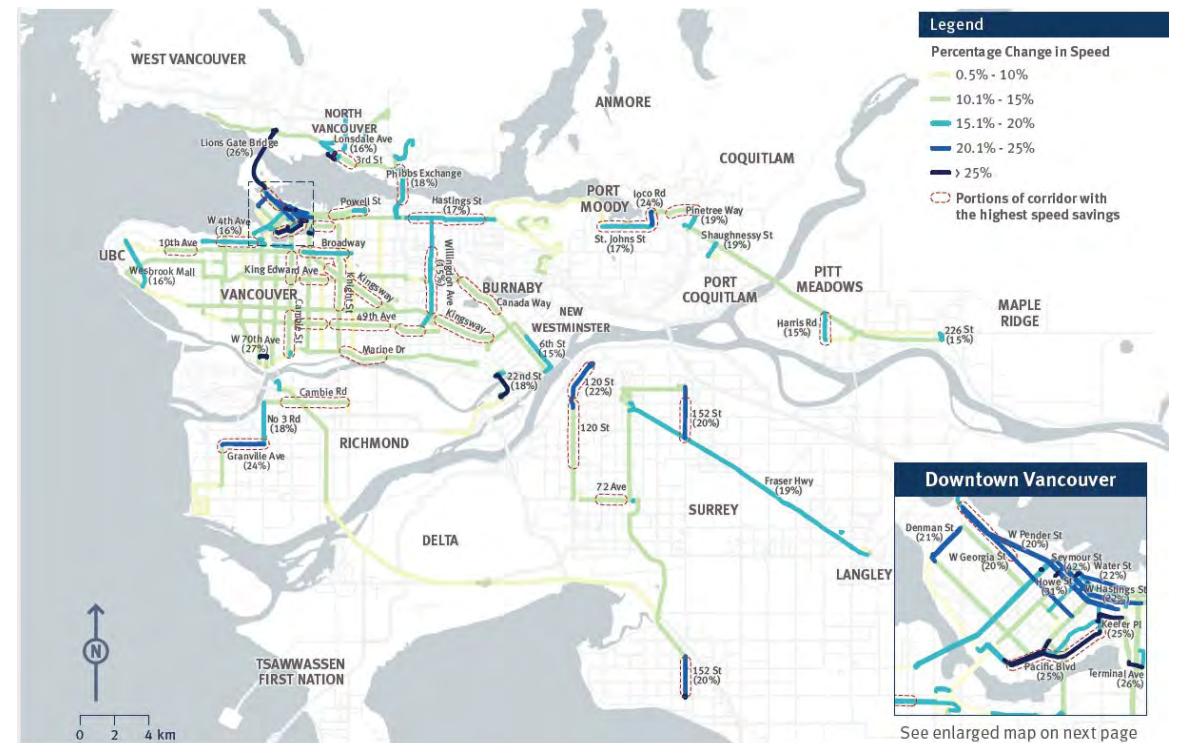 Legend
Percentage Change in Speed
0.5% - 10%
10.1% - 15%
15.1% - 20%
20.1% - 25%
> 25%
Portions of corridor with
the highest speed savings
WEST VANCOUVER
NORTH
VANCOUVER
Lions Gate Bridge
(26%)
Lonsdale Ave
(16%)
3rd St
Phibbs Exchange
(18%)
ANMORE
COQUITLAM
PORT
MOODY
Ioco Rd
(24%)
Pinetree Way
(19%)
St. Johns St
(17%)
Shaughnessy St
(19%)
PORT
COQUITLAM
PITT
MEADOWS
MAPLE
RIDGE
Harris Rd
(15%)
226 St
(15%)
Powell St
Hastings St
(17%)
W 4th Ave
(16%)
10th Ave
Broadway
UBC
Wesbrook Mall
(16%)
King Edward Ave
VANCOUVER
Knight St
Kingsway
Willingdon Ave
(15%)
BURNABY
Canada Way
Cambie St
49th Ave
Kingsway
NEW
WESTMINSTER
6th St
(15%)
W 70th Ave
(27%)
Marine Dr
22nd St
(18%)
Cambie Rd
No 3 Rd
(18%)
RICHMOND
Granville Ave
(24%)
120 St
(22%)
120 St
152 St
(20%)
72 Ave
Fraser Hwy
(19%)
SURREY
DELTA
LANGLEY
TSAWWASSEN
FIRST NATION
152 St
(20%)
N
0 2 4 km
Downtown Vancouver
Denman St
(21%)
W Pender St
(20%)
W Georgia St
(20%)
Seymour St
(42%)
Water St
(22%)
Howe St
(31%)
W Hastings St
(22%)
Keefer Pl
(25%)
Pacific Blvd
(25%)
Terminal Ave
(26%)
See enlarged map on next page